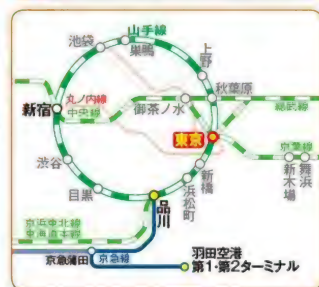 山手線
池袋
巣鴨
上野
丸ノ内線
中央線
新宿
御茶ノ水
秋葉原
総武線
東京
京葉線
渋谷
新橋
新木場
舞浜
目黒
浜松町
品川
京浜東北線
東海道本線
京急蒲田
京急線
羽田空港
第1・第2ターミナル